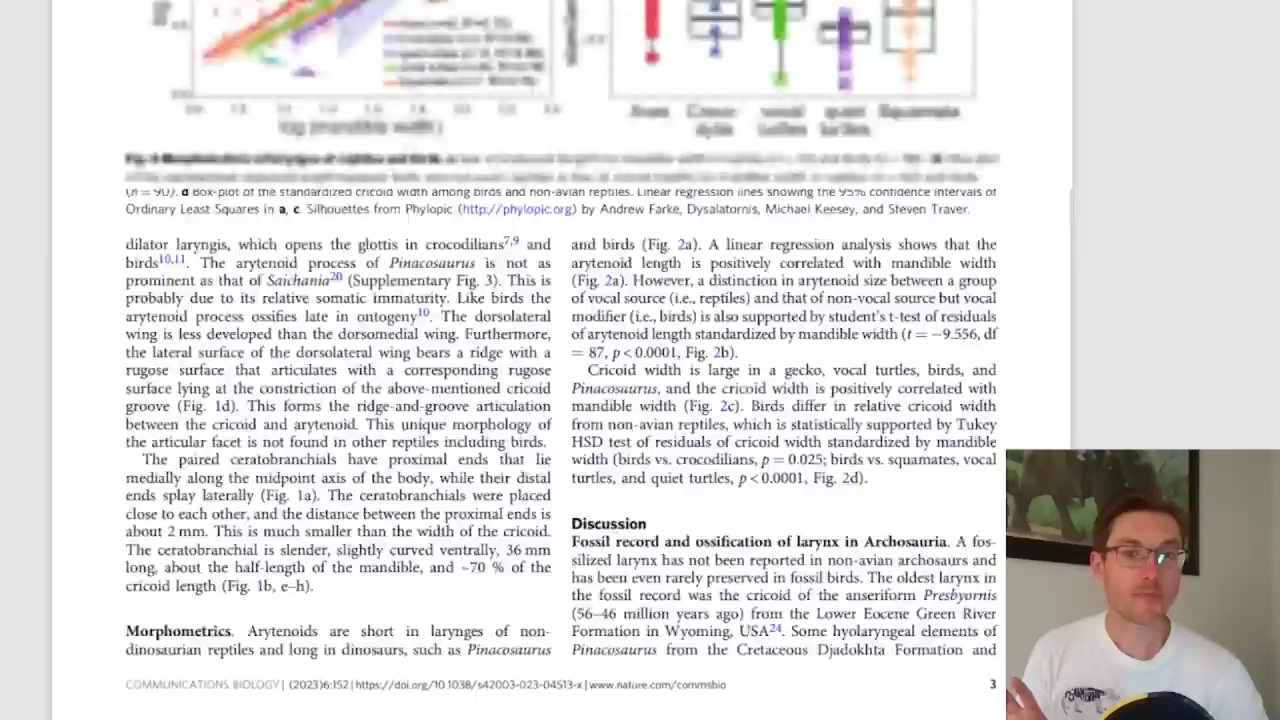 log (mandible width)
(n = 90). d Box-plot of the standardized cricoid width among birds and non-avian reptiles. Linear regression lines showing the 95% confidence intervals of
Ordinary Least Squares in a, c. Silhouettes from Phylopic (http://phylopic.org) by Andrew Farke, Dysalatornis, Michael Keesey, and Steven Traver.
dilator laryngis, which opens the glottis in crocodilians7,9 and
birds10,11. The arytenoid process of Pinacosaurus is not as
prominent as that of Saichania20 (Supplementary Fig. 3). This is
probably due to its relative somatic immaturity. Like birds the
arytenoid process ossifies late in ontogeny10. The dorsolateral
wing is less developed than the dorsomedial wing. Furthermore,
the lateral surface of the dorsolateral wing bears a ridge with a
rugose surface that articulates with a corresponding rugose
surface lying at the constriction of the above-mentioned cricoid
groove (Fig. 1d). This forms the ridge-and-groove articulation
between the cricoid and arytenoid. This unique morphology of
the articular facet is not found in other reptiles including birds.
The paired ceratobranchials have proximal ends that lie
medially along the midpoint axis of the body, while their distal
ends splay laterally (Fig. 1a). The ceratobranchials were placed
close to each other, and the distance between the proximal ends is
about 2 mm. This is much smaller than the width of the cricoid.
The ceratobranchial is slender, slightly curved ventrally, 36 mm
long, about the half-length of the mandible, and ~70 % of the
cricoid length (Fig. 1b, e–h).
Morphometrics. Arytenoids are short in larynges of non-
dinosaurian reptiles and long in dinosaurs, such as Pinacosaurus
and birds (Fig. 2a). A linear regression analysis shows that the
arytenoid length is positively correlated with mandible width
(Fig. 2a). However, a distinction in arytenoid size between a group
of vocal source (i.e., reptiles) and that of non-vocal source but vocal
modifier (i.e., birds) is also supported by student's t-test of residuals
of arytenoid length standardized by mandible width (t = −9.556, df
= 87, p < 0.0001, Fig. 2b).
Cricoid width is large in a gecko, vocal turtles, birds, and
Pinacosaurus, and the cricoid width is positively correlated with
mandible width (Fig. 2c). Birds differ in relative cricoid width
from non-avian reptiles, which is statistically supported by Tukey
HSD test of residuals of cricoid width standardized by mandible
width (birds vs. crocodilians, p = 0.025; birds vs. squamates, vocal
turtles, and quiet turtles, p < 0.0001, Fig. 2d).
Discussion
Fossil record and ossification of larynx in Archosauria. A fos-
silized larynx has not been reported in non-avian archosaurs and
has been even rarely preserved in fossil birds. The oldest larynx in
the fossil record was the cricoid of the anseriform Presbyornis
(56–46 million years ago) from the Lower Eocene Green River
Formation in Wyoming, USA24. Some hyolaryngeal elements of
Pinacosaurus from the Cretaceous Djadokhta Formation and
COMMUNICATIONS BIOLOGY | (2023)6:152 | https://doi.org/10.1038/s42003-023-04513-x | www.nature.com/commsbio
3